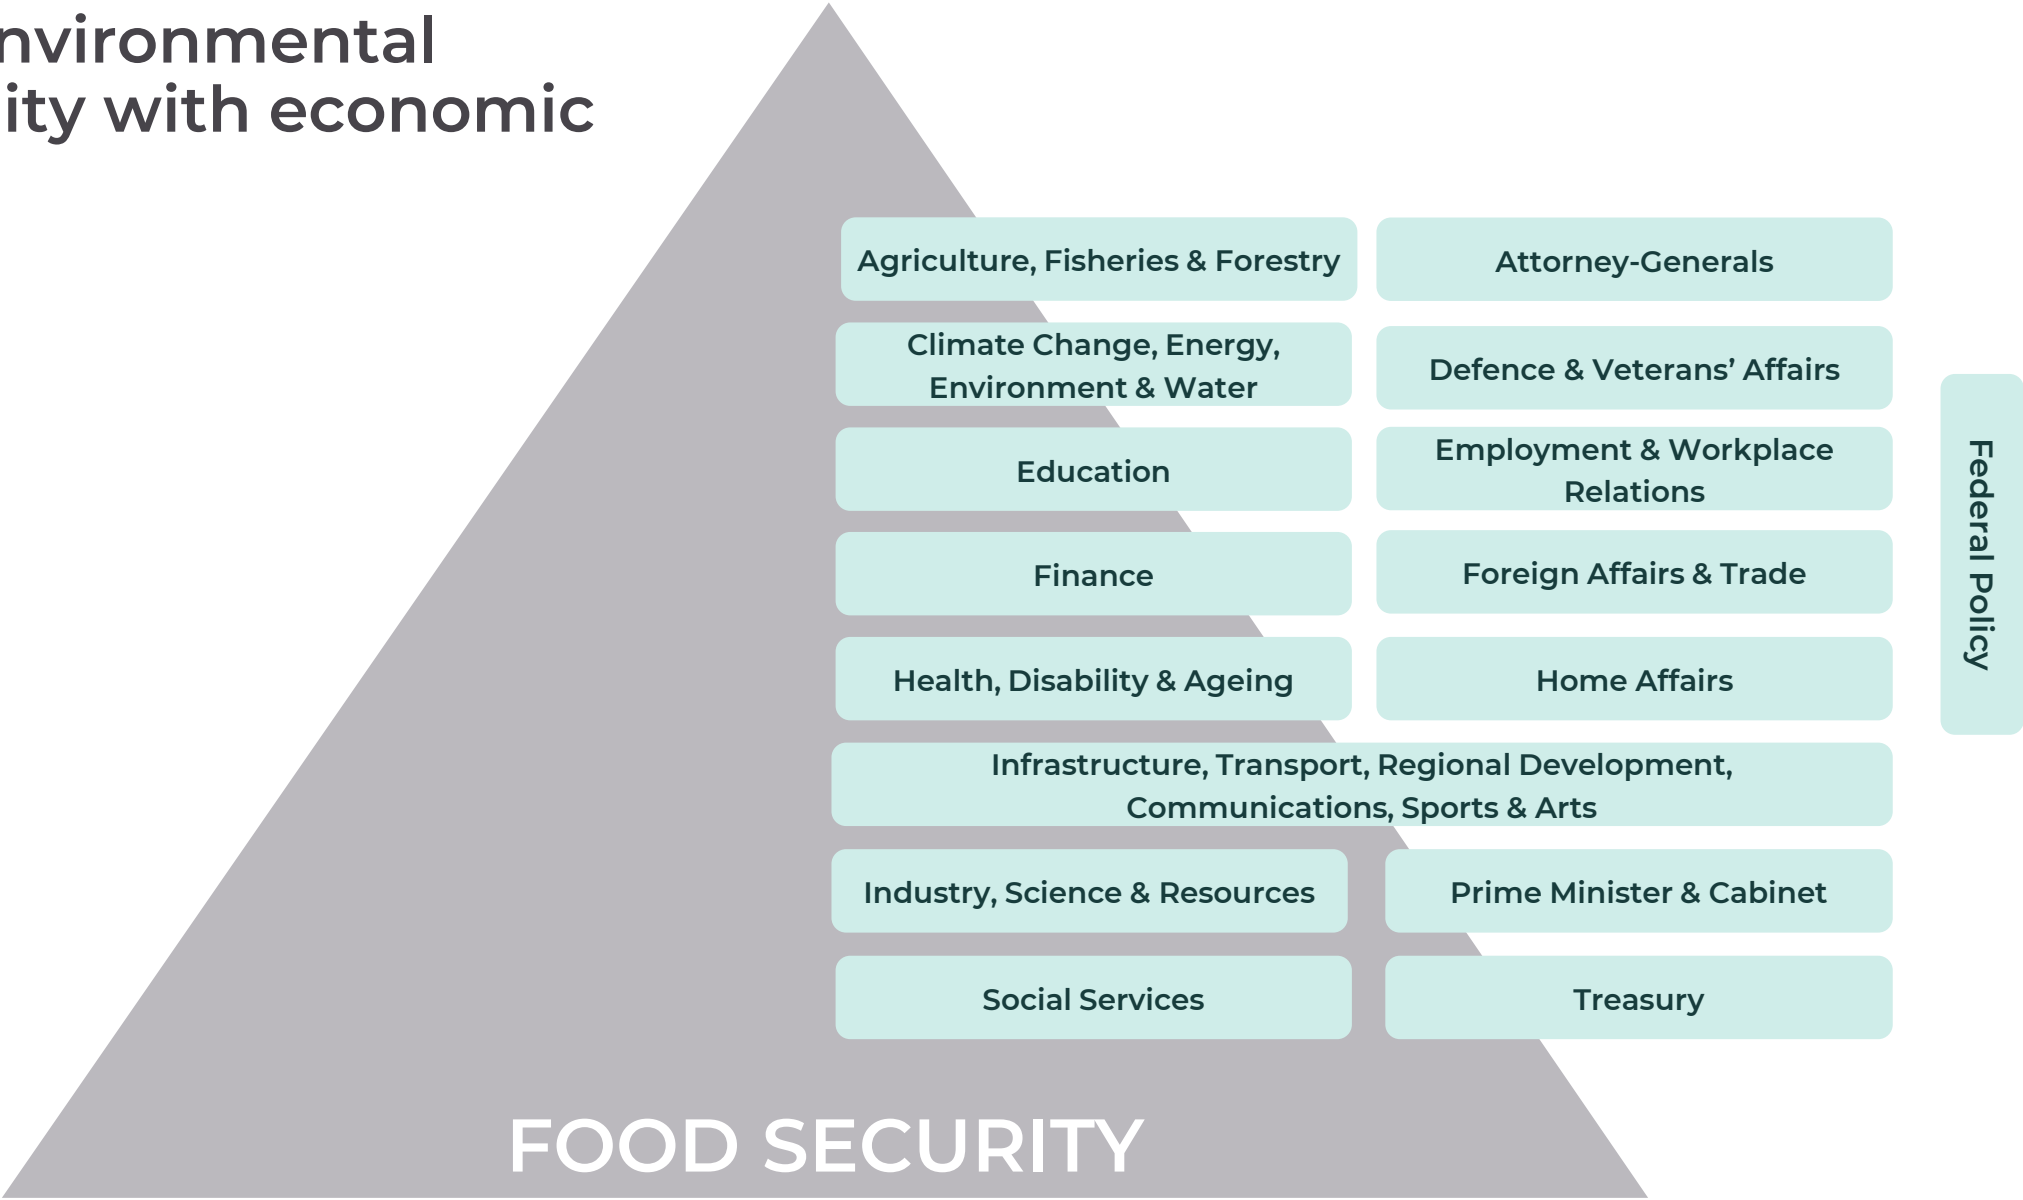 nvironmental
ity with economic
Agriculture, Fisheries & Forestry
Attorney-Generals
Climate Change, Energy,
Environment & Water
Defence & Veterans’ Affairs
Education
Employment & Workplace
Relations
Finance
Foreign Affairs & Trade
Health, Disability & Ageing
Home Affairs
Infrastructure, Transport, Regional Development,
Communications, Sports & Arts
Industry, Science & Resources
Prime Minister & Cabinet
Social Services
Treasury
Federal Policy
FOOD SECURITY